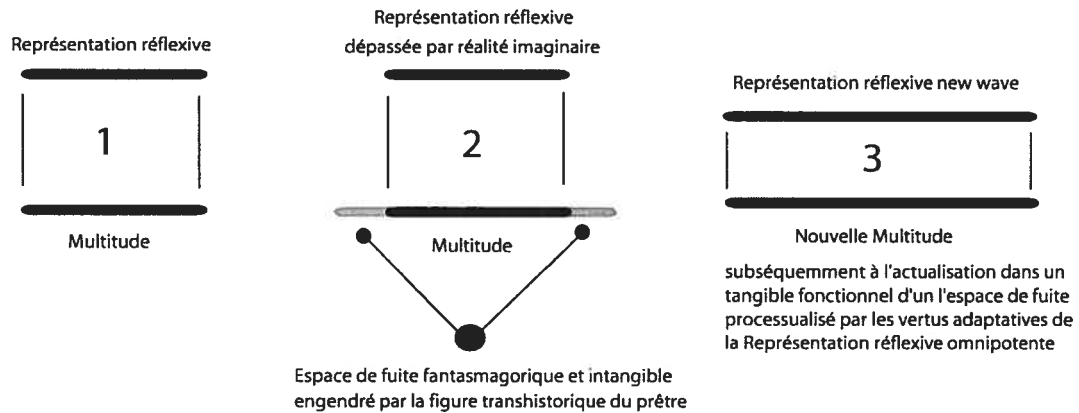 Représentation réflexive
1
Multitude
Représentation réflexive
dépassée par réalité imaginaire
2
Multitude
Espace de fuite fantasmagorique et intangible
engendré par la figure transhistorique du prêtre
Représentation réflexive new wave
3
Nouvelle Multitude
subséquemment à l'actualisation dans un
tangible fonctionnel d'un l'espace de fuite
processualisé par les vertus adaptatives de
la Représentation réflexive omnipotente